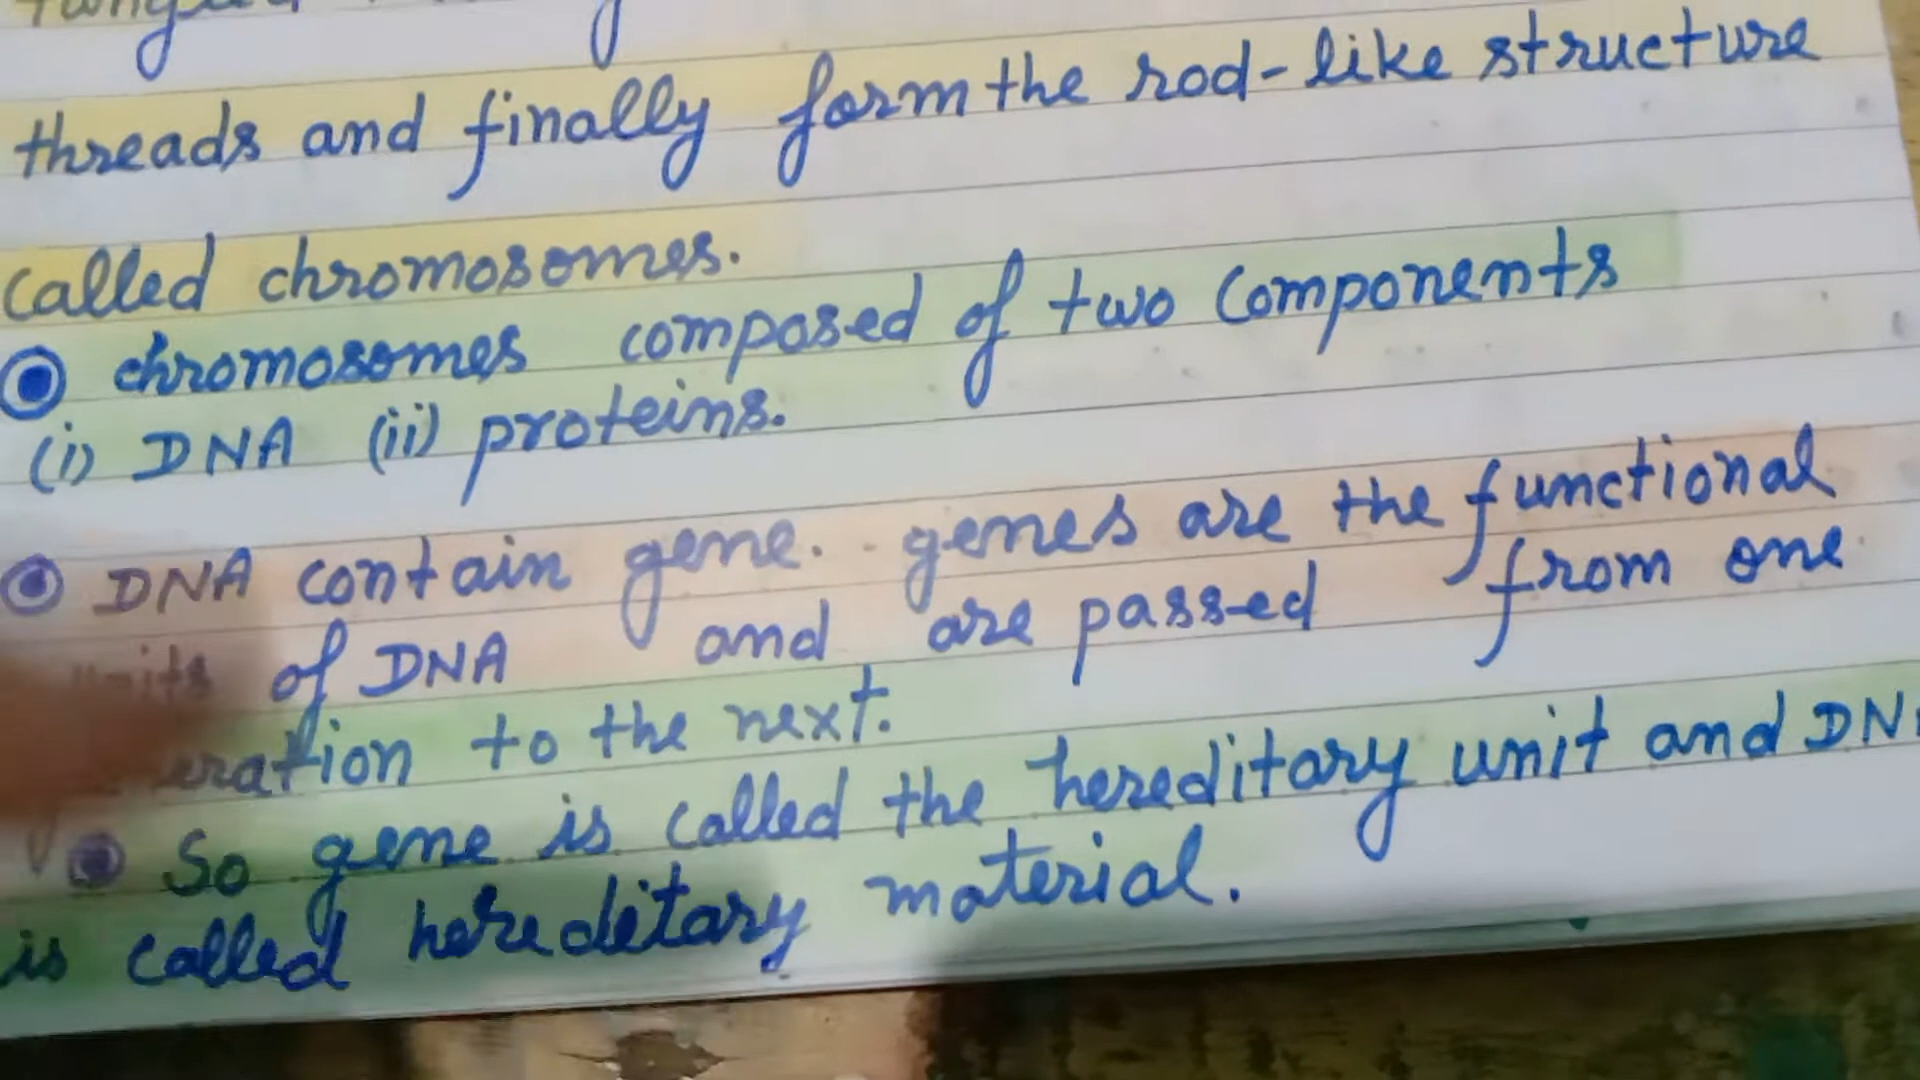 threads and finally form the rod-like structure
called chromosomes.
chromosomes composed of two components
(i) DNA (ii) proteins.
DNA contain gene. genes are the functional
units of DNA and are passed from one
eration to the next.
So gene is called the hereditary unit and DN
is called hereditary material.